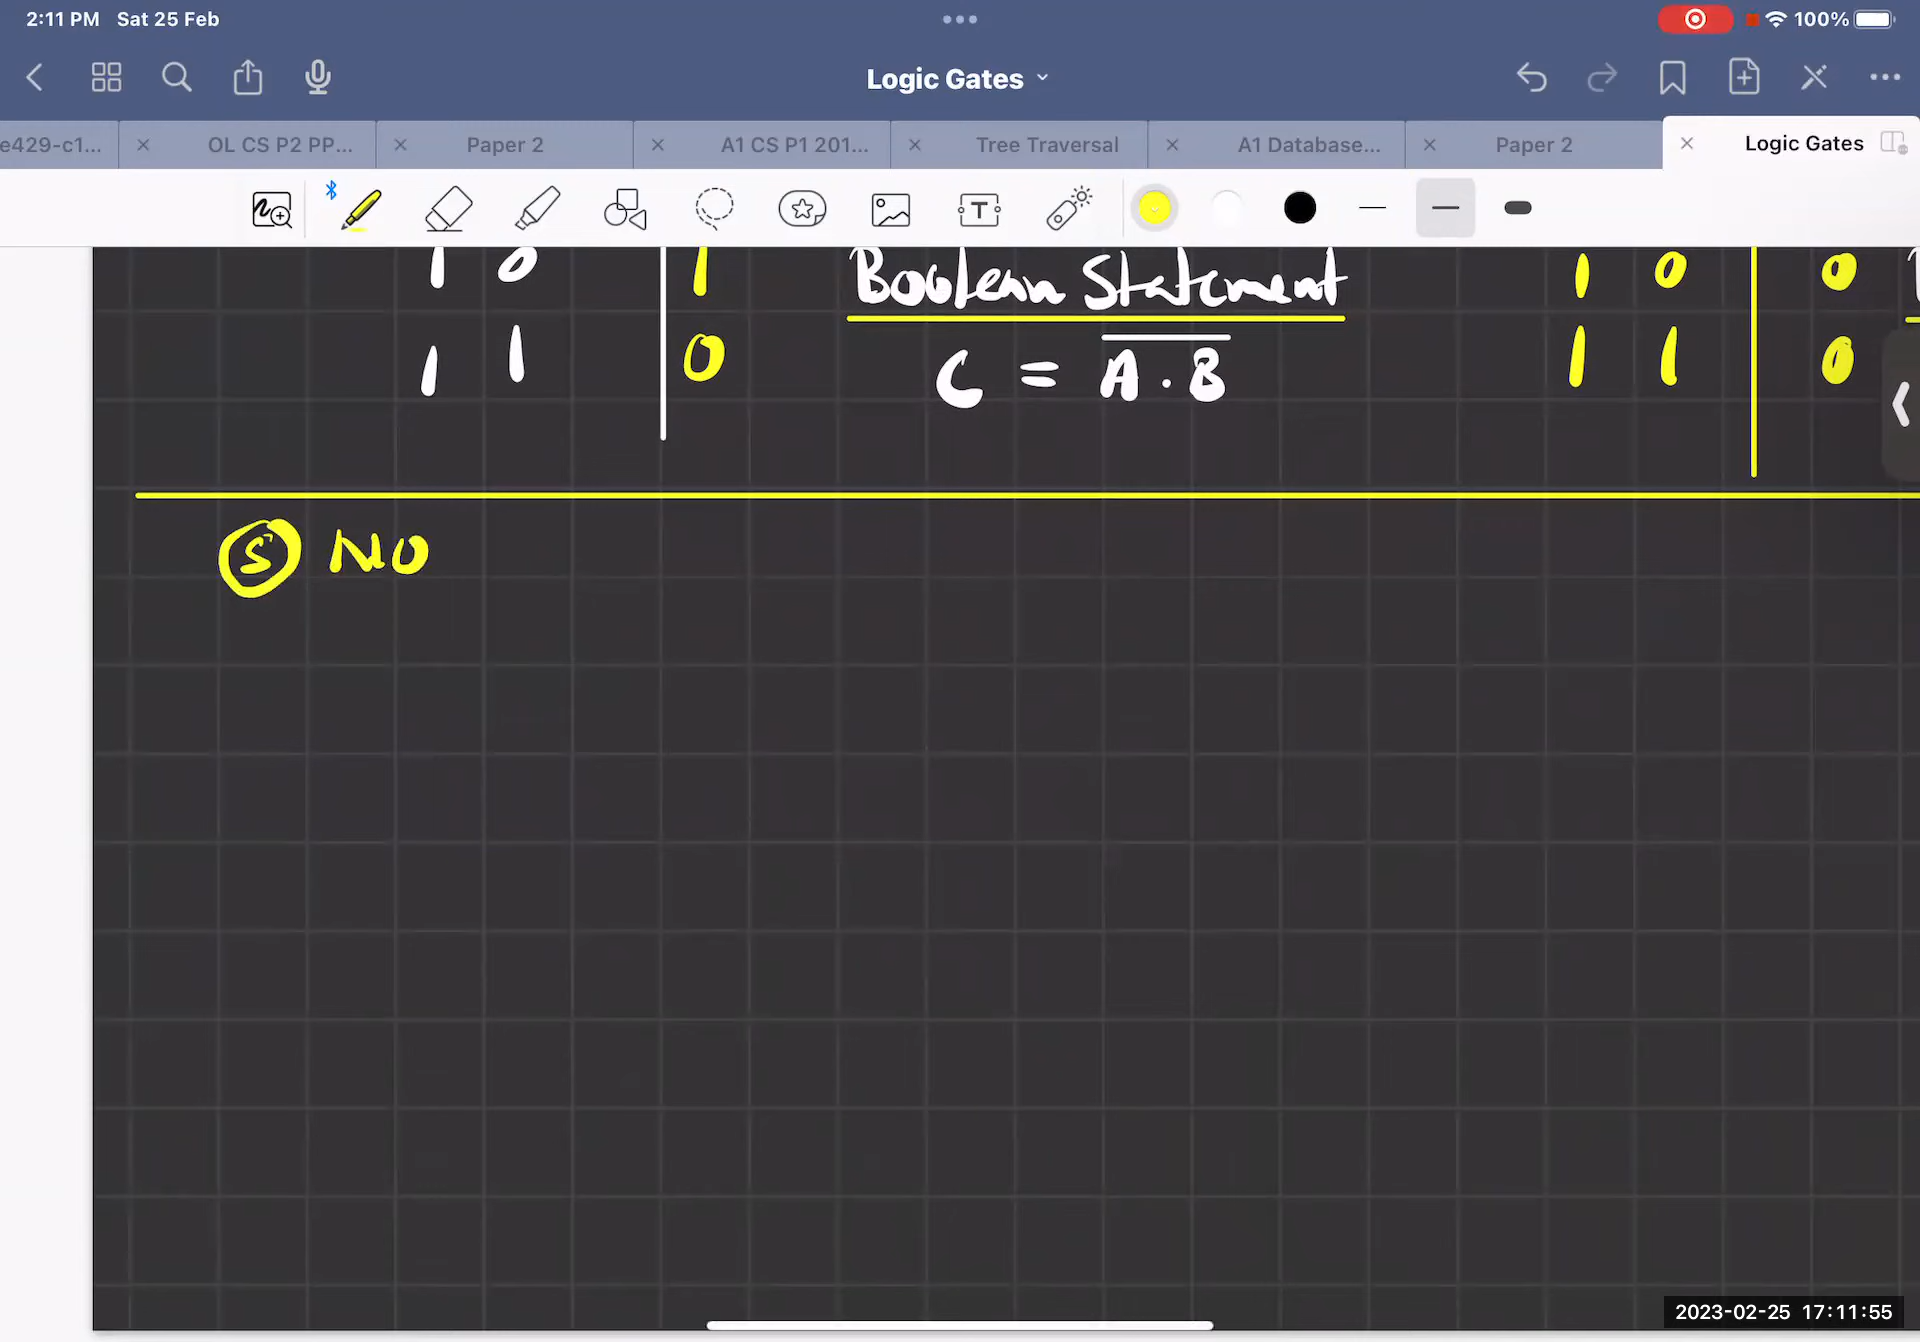 2:11 PM Sat 25 Feb
100%
Logic Gates
e429-c1...
OL CS P2 PP...
Paper 2
A1 CS P1 201...
Tree Traversal
A1 Database...
Paper 2
Logic Gates
1 0 1 Boolean Statement 1 0 0
1 1 0 C = \overline{A . B} 1 1 0
5 NO
2023-02-25 17:11:55